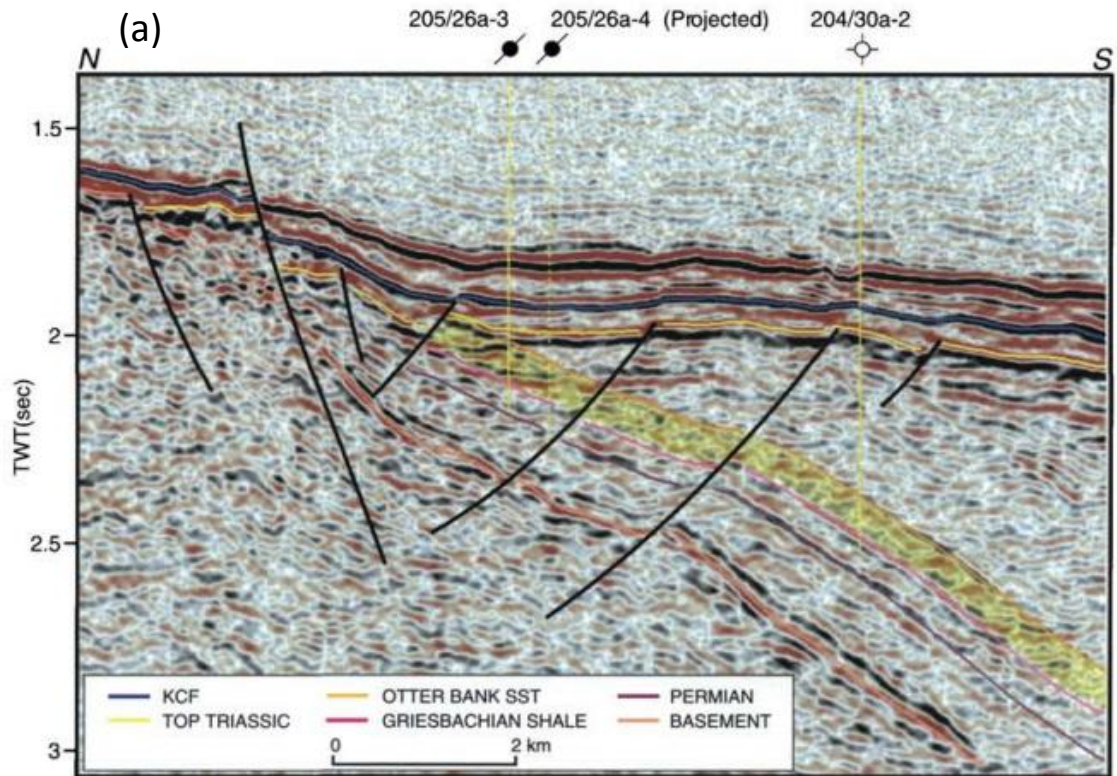 (a)
205/26a-3 205/26a-4 (Projected) 204/30a-2
N S
1.5
2
TWT(sec)
2.5
3
KCF OTTER BANK SST PERMIAN
TOP TRIASSIC GRIESBACHIAN SHALE BASEMENT
0 2 km